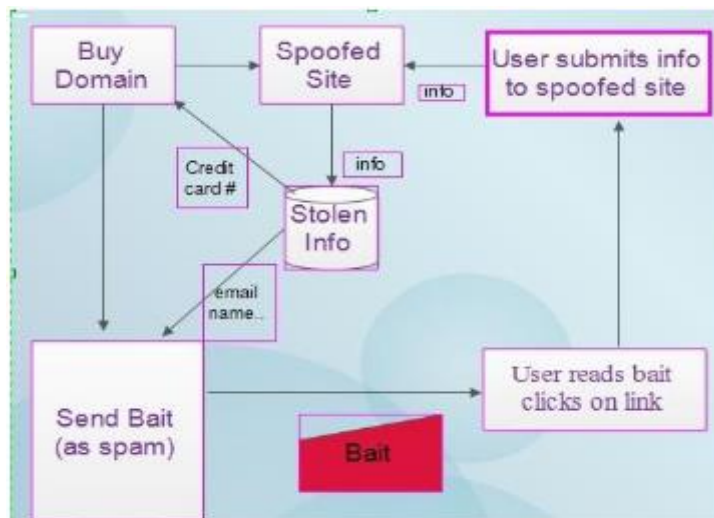 Buy
Domain
Spoofed
Site
User submits info
to spoofed site
info
info
Credit
card #
Stolen
Info
email
name..
Send Bait
(as spam)
User reads bait
clicks on link
Bait